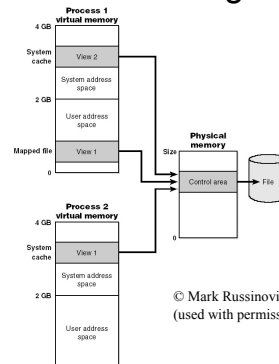 Process 1
virtual memory
4 GB
System
cache
View 2
System address
space
2 GB
User address
space
Mapped file
View 1
0
Physical
memory
Size
Control area
File
0
Process 2
virtual memory
4 GB
System
cache
View 1
System address
space
2 GB
User address
space
© Mark Russinovi
(used with permiss